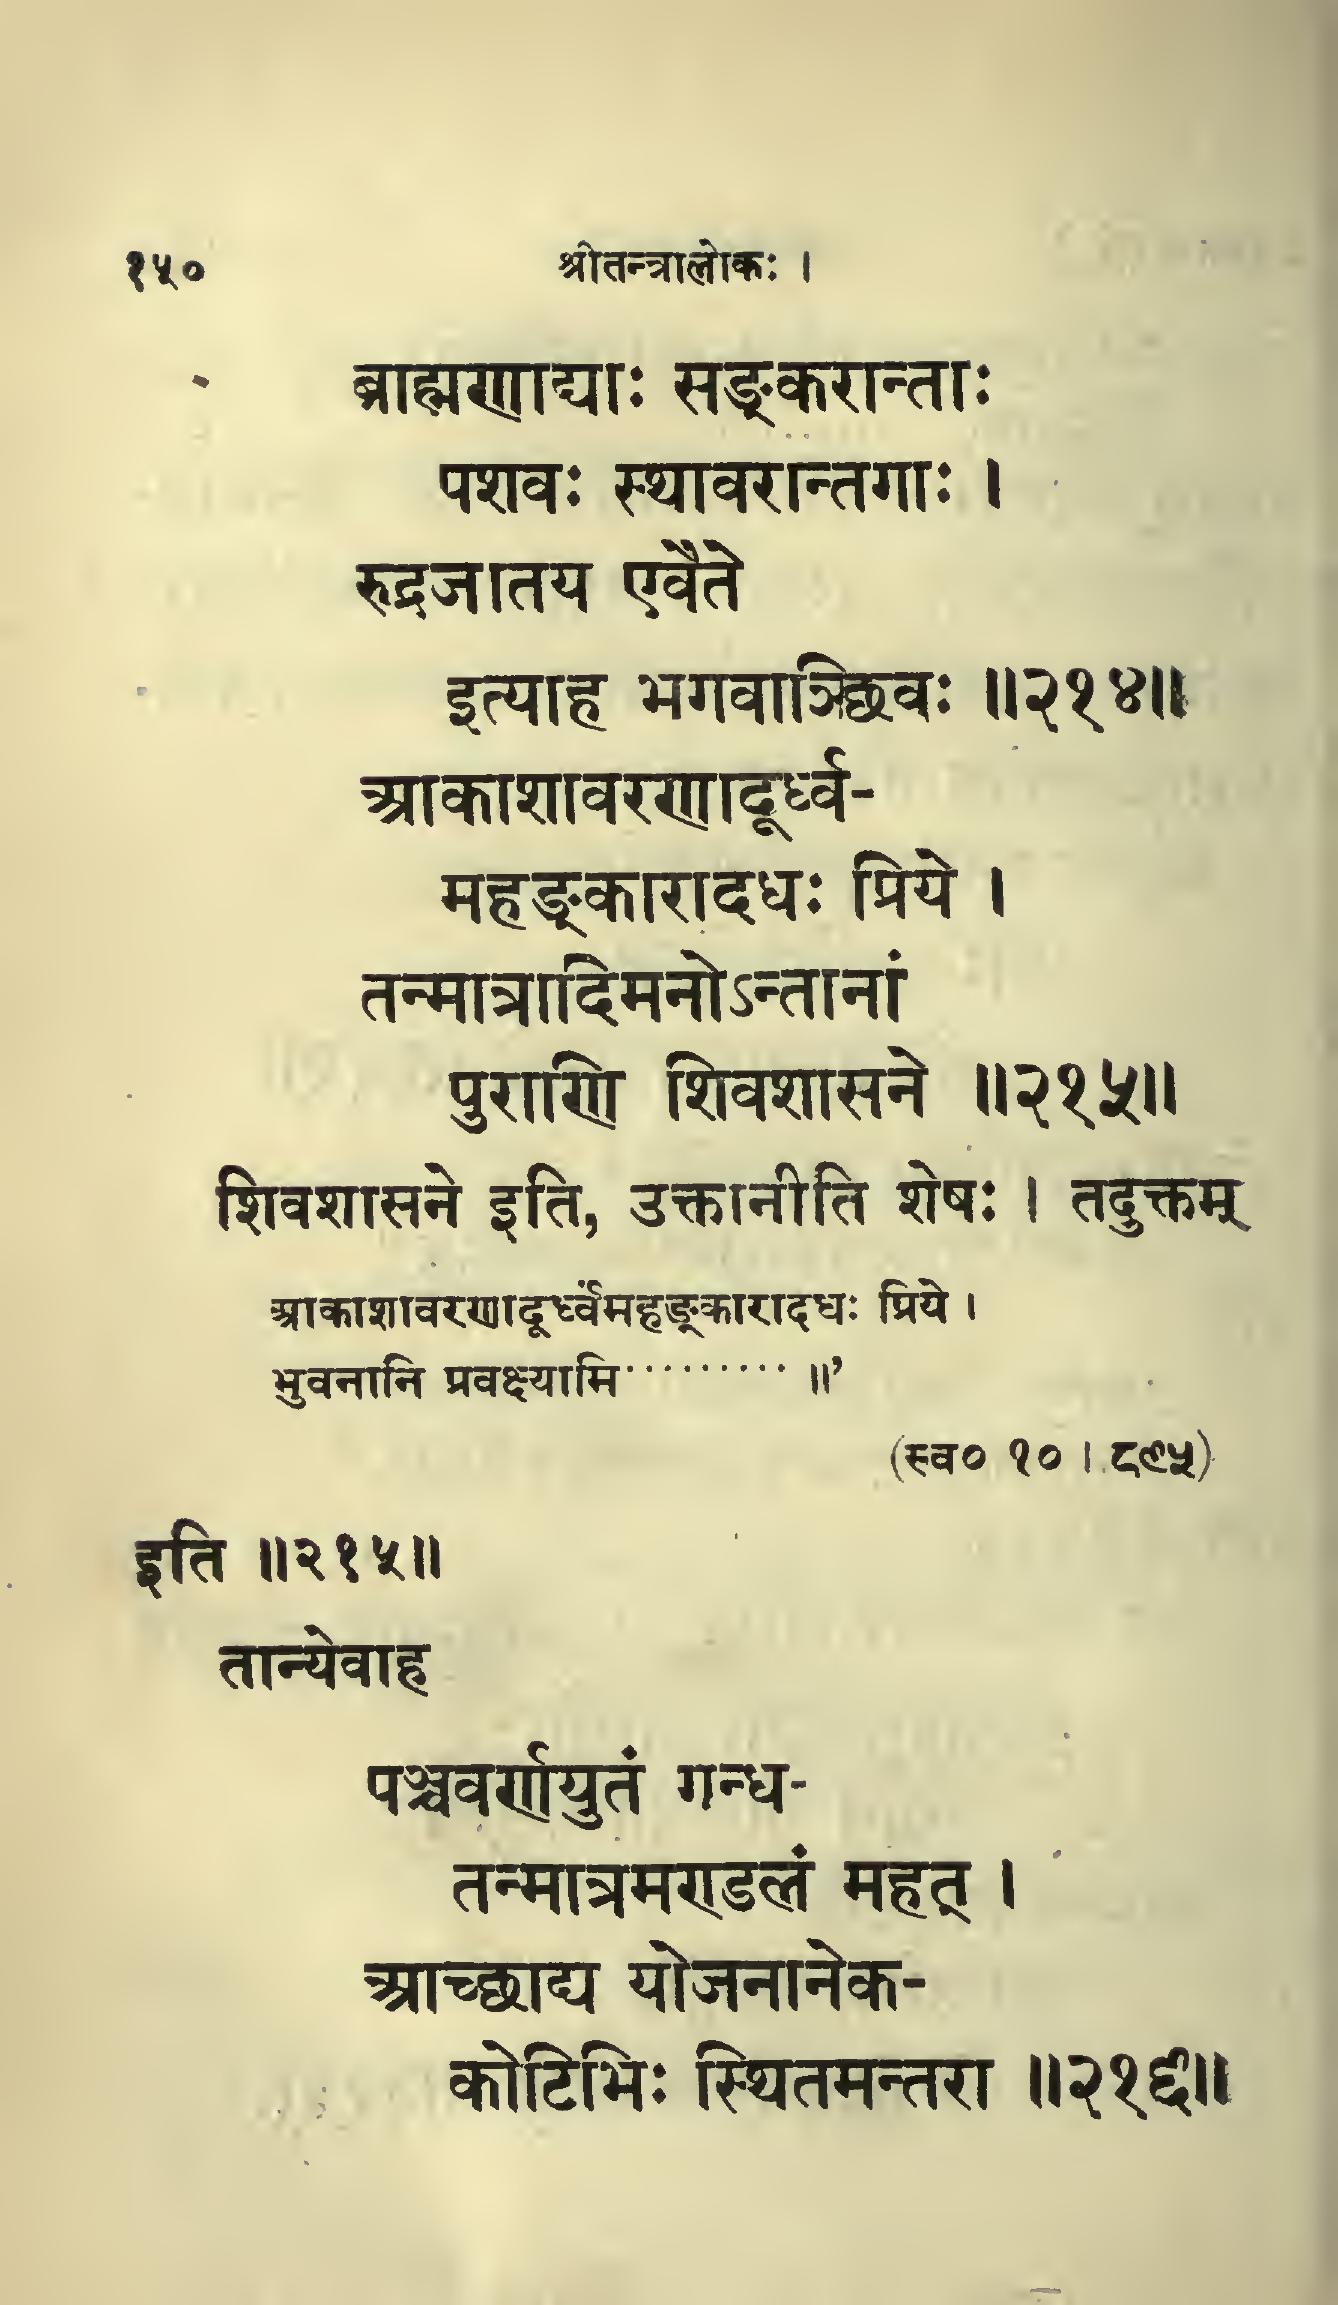 १५०
श्रीतन्त्रालोकः ।
ब्राह्मणाद्याः सङ्करान्ताः
पशवः स्थावरान्तगाः ।
रुद्रजातय एवैते
इत्याह भगवाञ्छिवः ॥२१४॥
आकाशावरणादूर्ध्व-
महङ्कारादधः प्रिये ।
तन्मात्रादिमनोऽन्तानां
पुराणि शिवशासने ॥२१५॥
शिवशासने इति, उक्तानीति शेषः । तदुक्तम्
आकाशावरणादूर्ध्वमहङ्कारादधः प्रिये ।
भुवनानि प्रवक्ष्यामि ········· ॥’
(स्व० १० । ८९५)
इति ॥२१५॥
तान्येवाह
पञ्चवर्णयुतं गन्ध-
तन्मात्रमण्डलं महत् ।
आच्छाद्य योजनानेक-
कोटिभिः स्थितमन्तरा ॥२१६॥